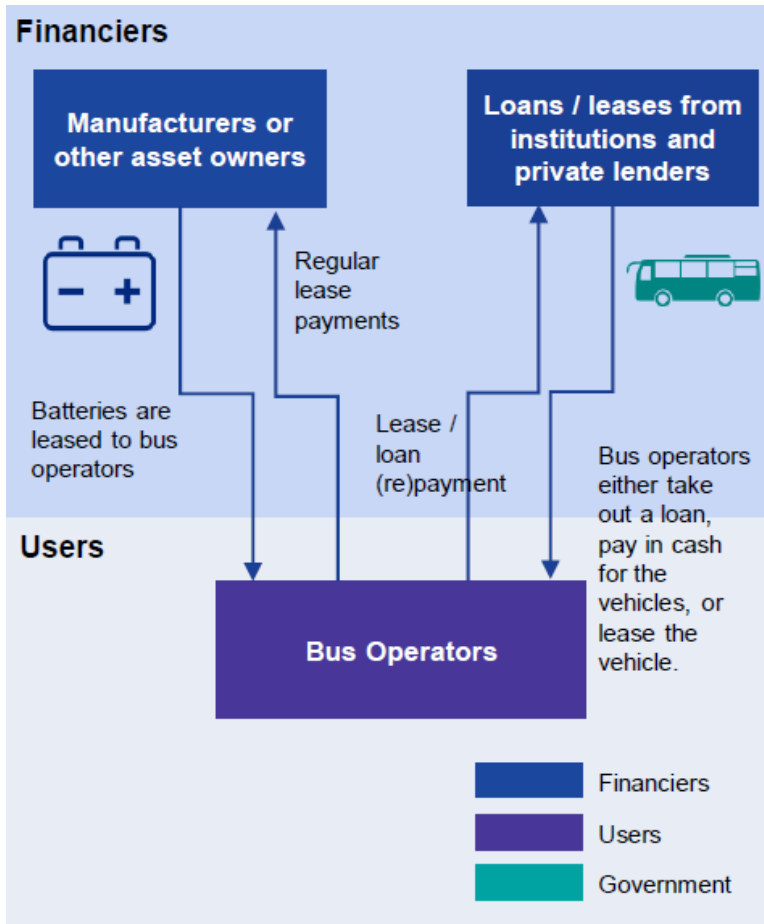 Financiers
Manufacturers or
other asset owners
Loans / leases from
institutions and
private lenders
Regular
lease
payments
Batteries are
leased to bus
operators
Lease /
loan
(re)payment
Bus operators
either take
out a loan,
pay in cash
for the
vehicles, or
lease the
vehicle.
Users
Bus Operators
Financiers
Users
Government